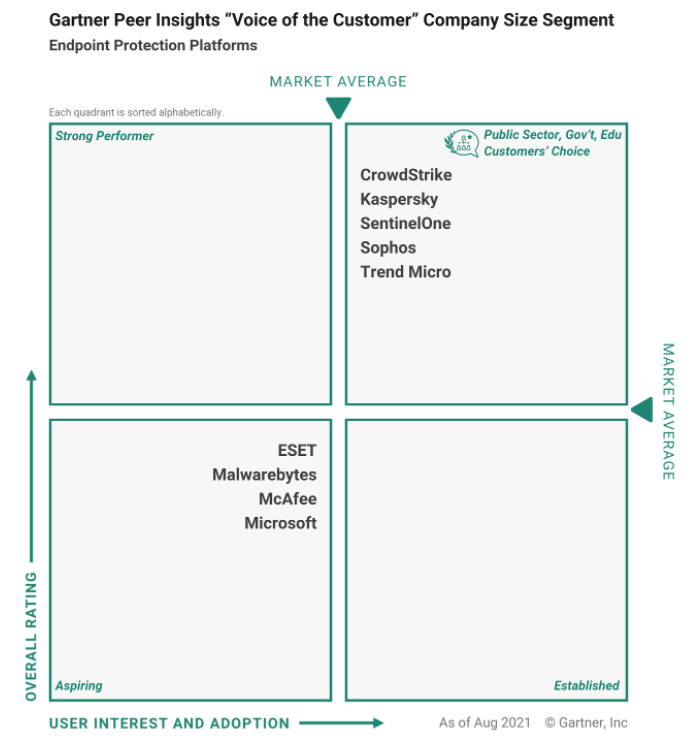 Gartner Peer Insights “Voice of the Customer” Company Size Segment
Endpoint Protection Platforms
MARKET AVERAGE
Each quadrant is sorted alphabetically.
Strong Performer
Public Sector, Gov't, Edu
Customers' Choice
CrowdStrike
Kaspersky
SentinelOne
Sophos
Trend Micro
MARKET AVERAGE
ESET
Malwarebytes
McAfee
Microsoft
OVERALL RATING
Aspiring
Established
USER INTEREST AND ADOPTION
As of Aug 2021 © Gartner, Inc